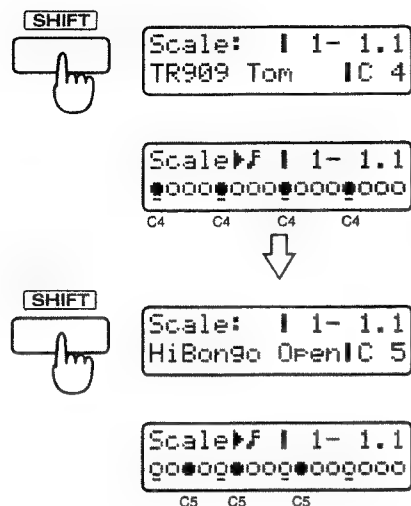 SHIFT
Scale: ▌ 1- 1.1
TR909 Tom ▌C 4
Scale▶♪ ▌ 1- 1.1
●○○○●○○○●○○○●○○○
C4 C4 C4 C4
SHIFT
Scale: ▌ 1- 1.1
HiBongo Open▌C 5
Scale▶♪ ▌ 1- 1.1
○○●○○●○○○●○○○○○○
C5 C5 C5